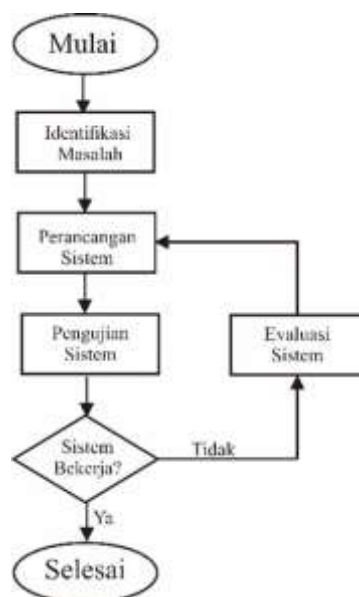 Mulai
Identifikasi
Masalah
Perancangan
Sistem
Pengujian
Sistem
Evaluasi
Sistem
Sistem
Bekerja?
Tidak
Ya
Selesai